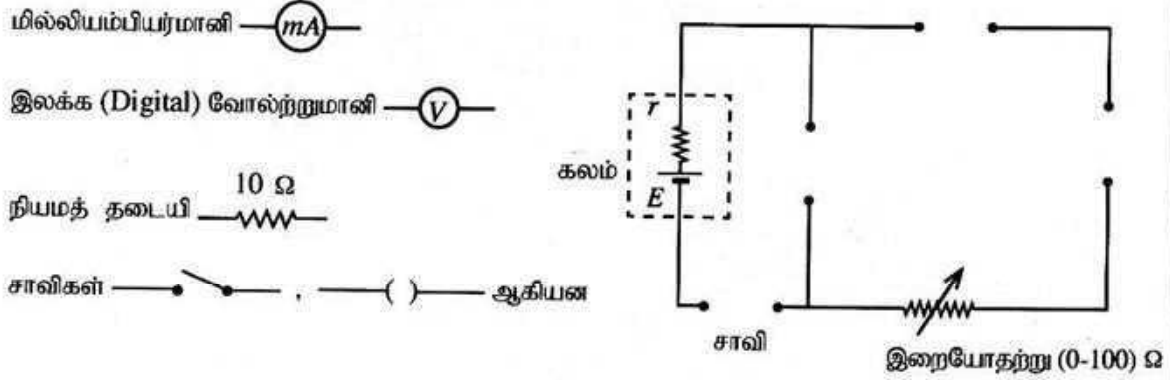 மில்லியம்பியர்மானி mA
இலக்க (Digital) வோல்ற்றுமானி V
10 Ω
நியமத் தடையி
சாவிகள் , ( ) ஆகியன
கலம்
r
E
சாவி
இறையோதற்று (0-100) Ω